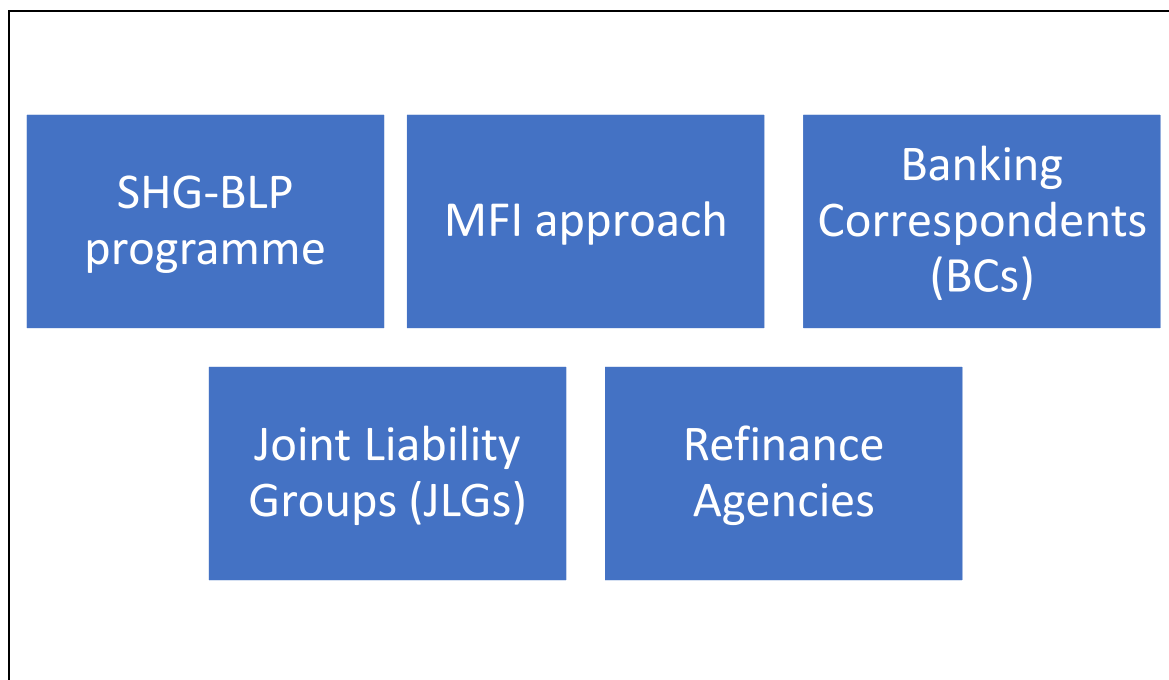 SHG-BLP
programme
MFI approach
Banking
Correspondents
(BCs)
Joint Liability
Groups (JLGs)
Refinance
Agencies